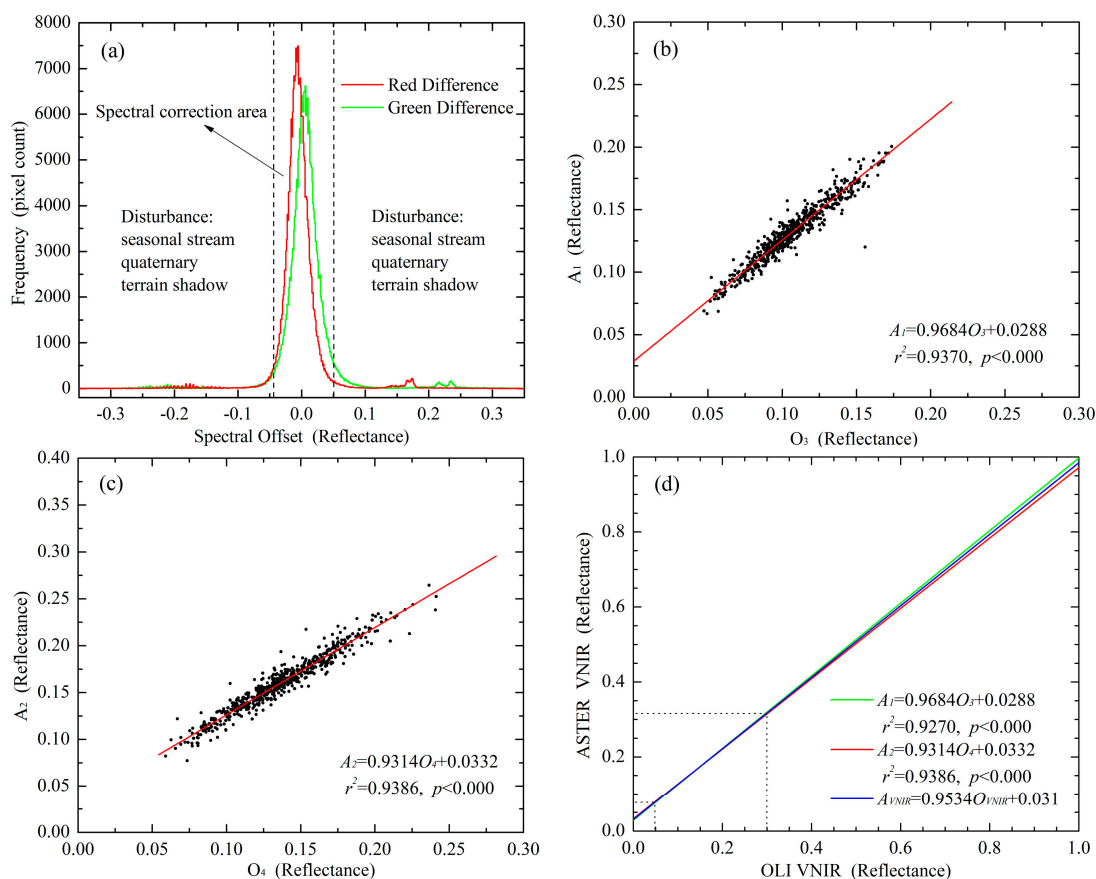 (a)
8000
7000
6000
5000
4000
3000
2000
1000
0
Frequency (pixel count)
Red Difference
Green Difference
Spectral correction area
Disturbance:
seasonal stream
quaternary
terrain shadow
Disturbance:
seasonal stream
quaternary
terrain shadow
-0.3 -0.2 -0.1 0.0 0.1 0.2 0.3
Spectral Offset (Reflectance)
(b)
0.30
0.25
0.20
0.15
0.10
0.05
0.00
A₁ (Reflectance)
A₁=0.9684O₃+0.0288
r²=0.9370, p<0.000
0.00 0.05 0.10 0.15 0.20 0.25 0.30
O₃ (Reflectance)
(c)
0.40
0.35
0.30
0.25
0.20
0.15
0.10
0.05
0.00
A₂ (Reflectance)
A₂=0.9314O₄+0.0332
r²=0.9386, p<0.000
0.00 0.05 0.10 0.15 0.20 0.25 0.30
O₄ (Reflectance)
(d)
1.0
0.8
0.6
0.4
0.2
0.0
ASTER VNIR (Reflectance)
A₁=0.9684O₃+0.0288
r²=0.9270, p<0.000
A₂=0.9314O₄+0.0332
r²=0.9386, p<0.000
A_VNIR=0.9534O_VNIR+0.031
0.0 0.2 0.4 0.6 0.8 1.0
OLI VNIR (Reflectance)